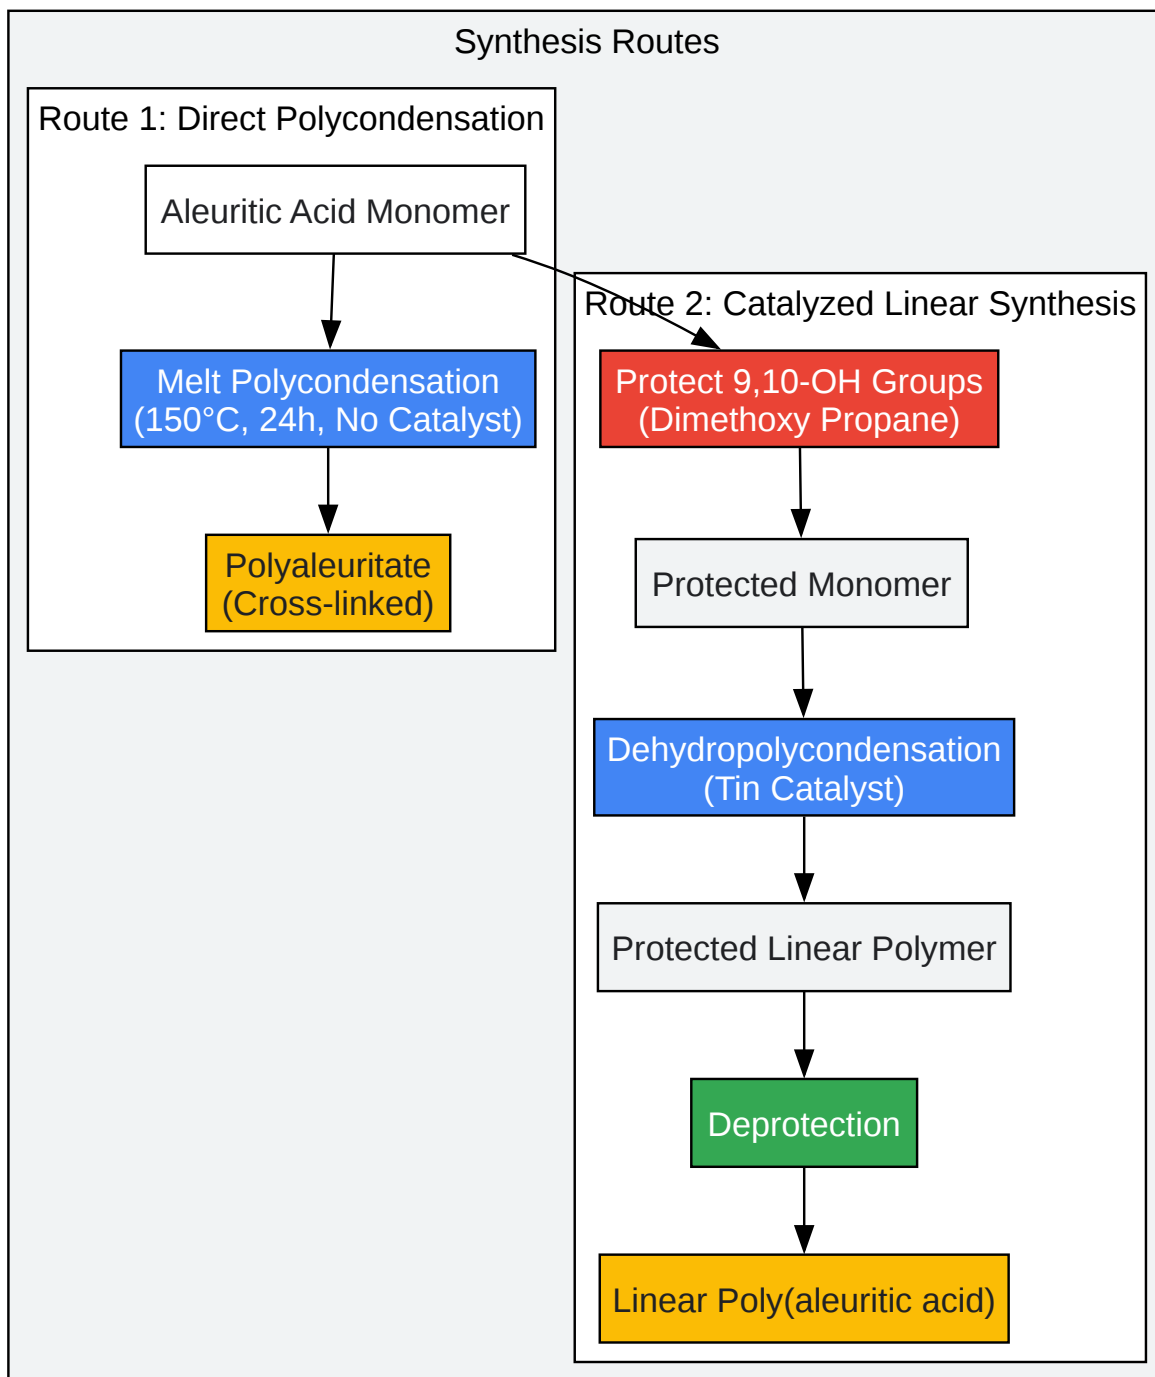 Synthesis Routes
Route 1: Direct Polycondensation
Aleuritic Acid Monomer
Melt Polycondensation
(150°C, 24h, No Catalyst)
Polyaleuritate
(Cross-linked)
Route 2: Catalyzed Linear Synthesis
Protect 9,10-OH Groups
(Dimethoxy Propane)
Protected Monomer
Dehydropolycondensation
(Tin Catalyst)
Protected Linear Polymer
Deprotection
Linear Poly(aleuritic acid)